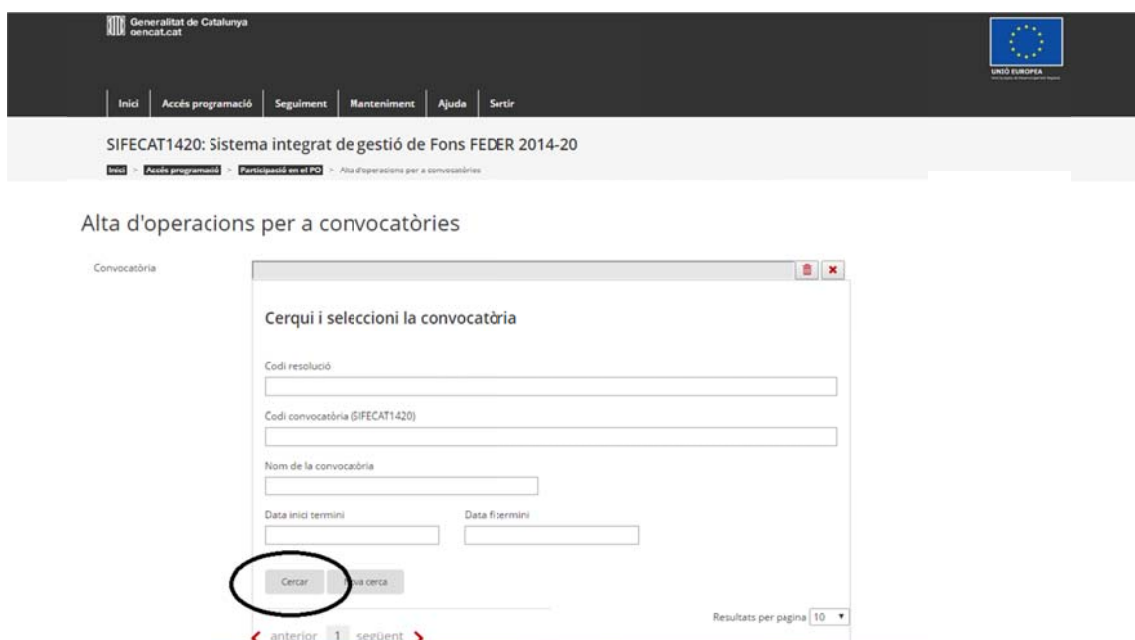 Generalitat de Catalunya
gencat.cat
UNIÓ EUROPEA
Inici Accés programació Seguiment Manteniment Ajuda Sortir
SIFECAT1420: Sistema integrat de gestió de Fons FEDER 2014-20
Inici > Accés programació > Participació en el PO > Alta d'operacions per a convocatòries
Alta d'operacions per a convocatòries
Convocatòria
Cerqui i seleccioni la convocatòria
Codi resolució
Codi convocatòria (SIFECAT1420)
Nom de la convocatòria
Data inici termini Data fi termini
Cercar Nova cerca
Resultats per pagina 10
anterior 1 següent